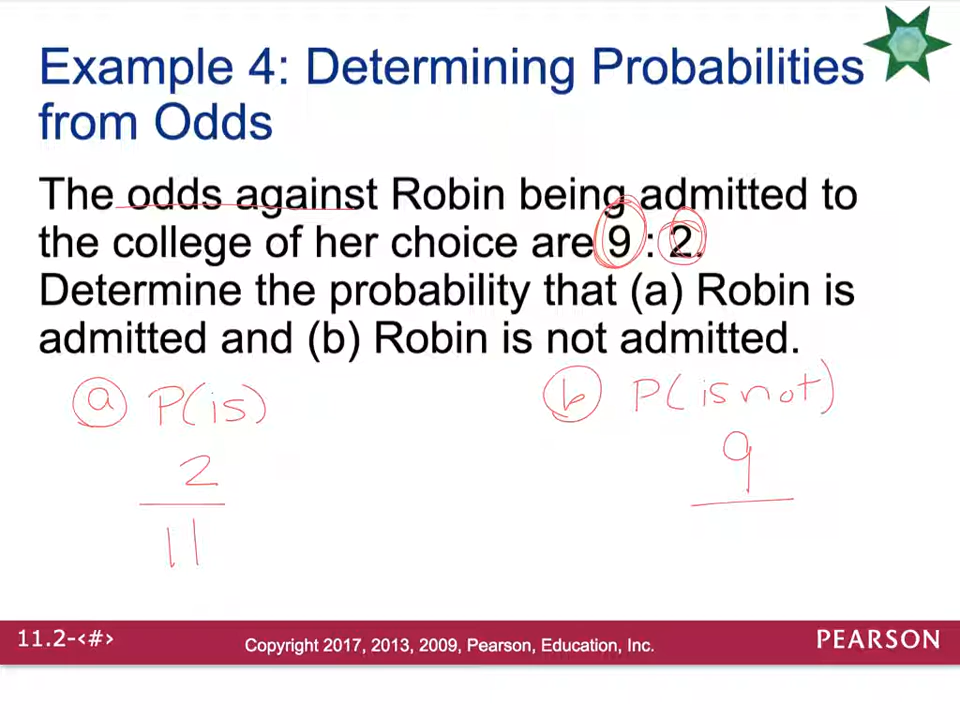 Example 4: Determining Probabilities
from Odds
The odds against Robin being admitted to
the college of her choice are 9 : 2.
Determine the probability that (a) Robin is
admitted and (b) Robin is not admitted.
a P(is)
b P(is not)
2
9
11
11.2-<#>
Copyright 2017, 2013, 2009, Pearson, Education, Inc.
PEARSON